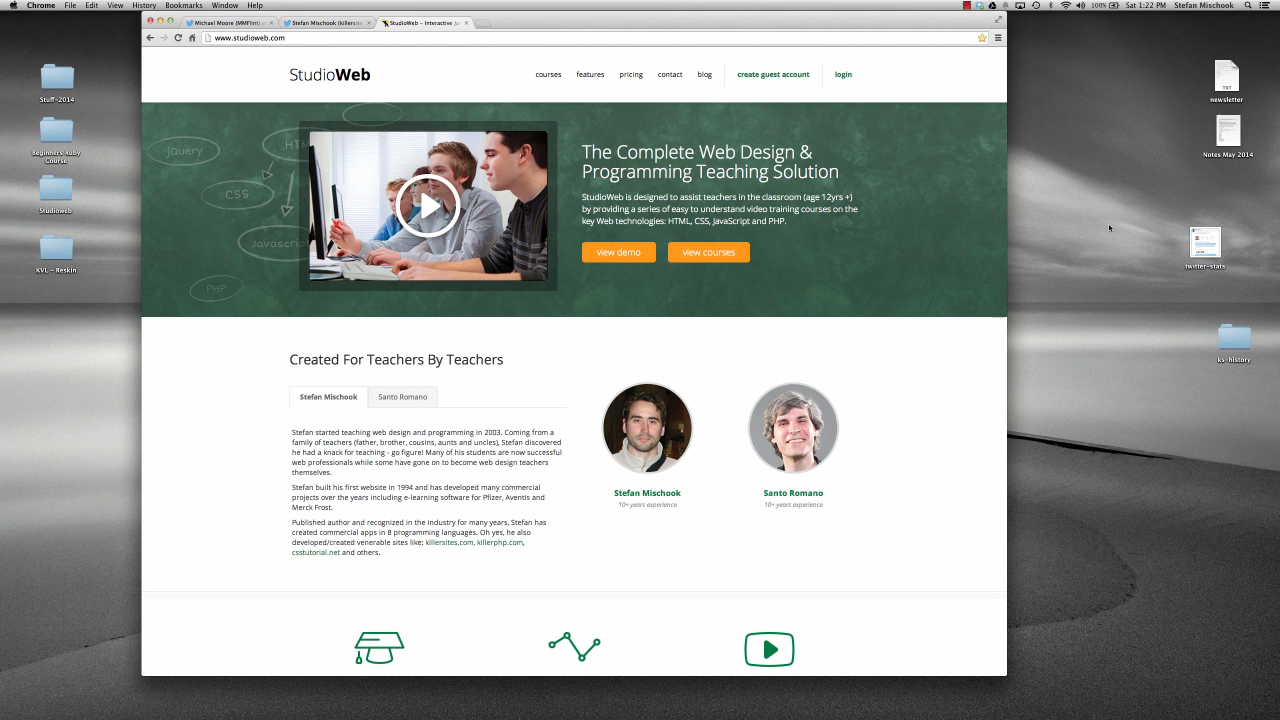 Chrome File Edit View History Bookmarks Window Help
100% Sat 1:22 PM Stefan Mischook
Michael Moore (MMFlint) o
Stefan Mischook (killersite
StudioWeb – Interactive
www.studioweb.com
StudioWeb
courses features pricing contact blog create guest account login
jquery
HTM
CSS
Javascript
PHP
The Complete Web Design &
Programming Teaching Solution
StudioWeb is designed to assist teachers in the classroom (age 12yrs +)
by providing a series of easy to understand video training courses on the
key Web technologies: HTML, CSS, JavaScript and PHP.
view demo view courses
Created For Teachers By Teachers
Stefan Mischook Santo Romano
Stefan started teaching web design and programming in 2003. Coming from a
family of teachers (father, brother, cousins, aunts and uncles), Stefan discovered
he had a knack for teaching - go figure! Many of his students are now successful
web professionals while some have gone on to become web design teachers
themselves.
Stefan built his first website in 1994 and has developed many commercial
projects over the years including e-learning software for Pfizer, Aventis and
Merck Frost.
Published author and recognized in the industry for many years, Stefan has
created commercial apps in 8 programming languages. Oh yes, he also
developed/created venerable sites like: killersites.com, killerphp.com,
csstutorial.net and others.
Stefan Mischook
10+ years experience
Santo Romano
10+ years experience
Stuff-2014
Beginners Ruby
Course
Studioweb
KVL - Reskin
TXT
newsletter
Notes May 2014
twitter-stats
ks-history